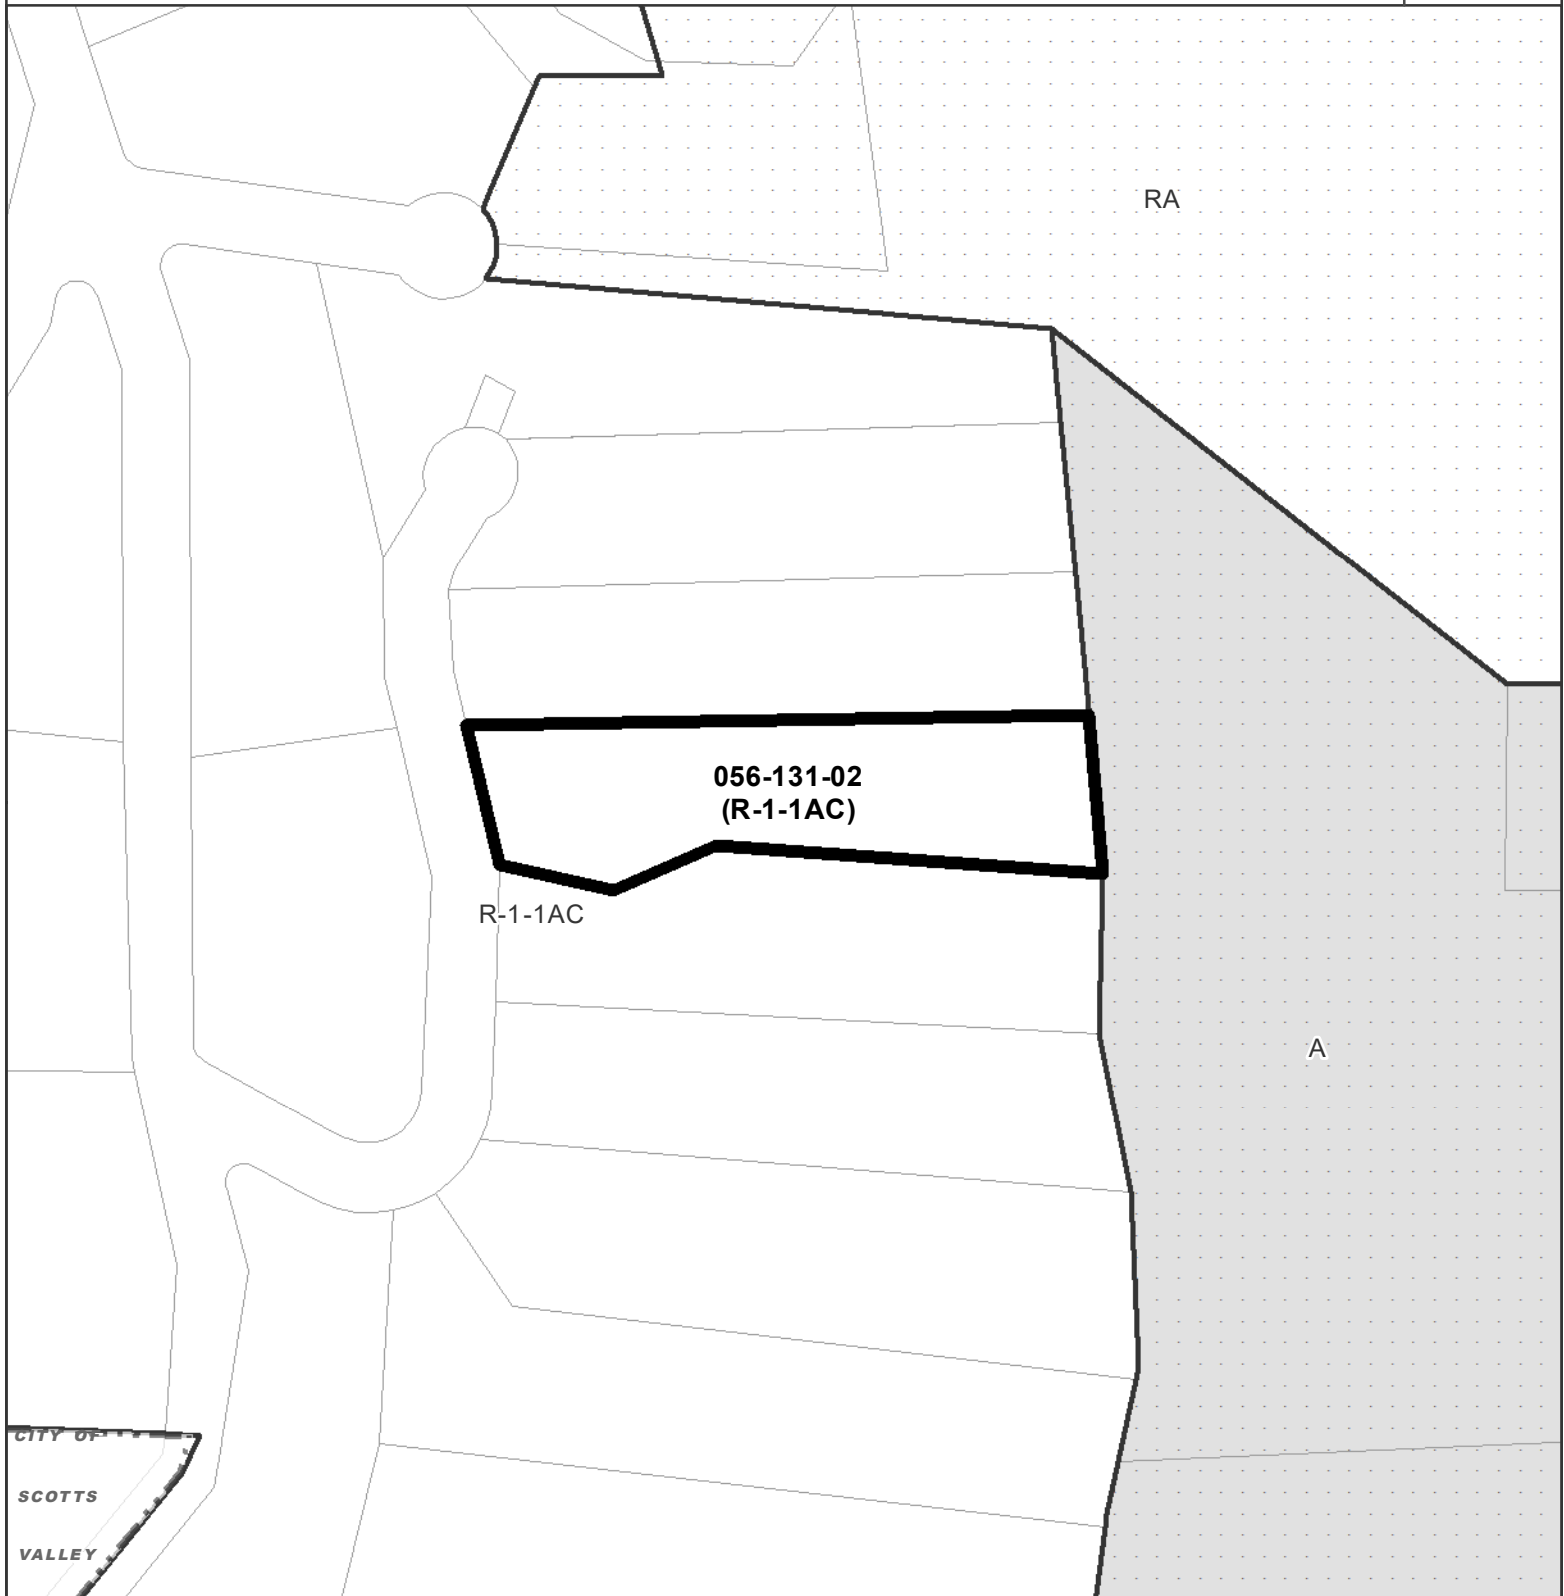 RA
056-131-02
(R-1-1AC)
R-1-1AC
A
CITY OF
SCOTTS
VALLEY